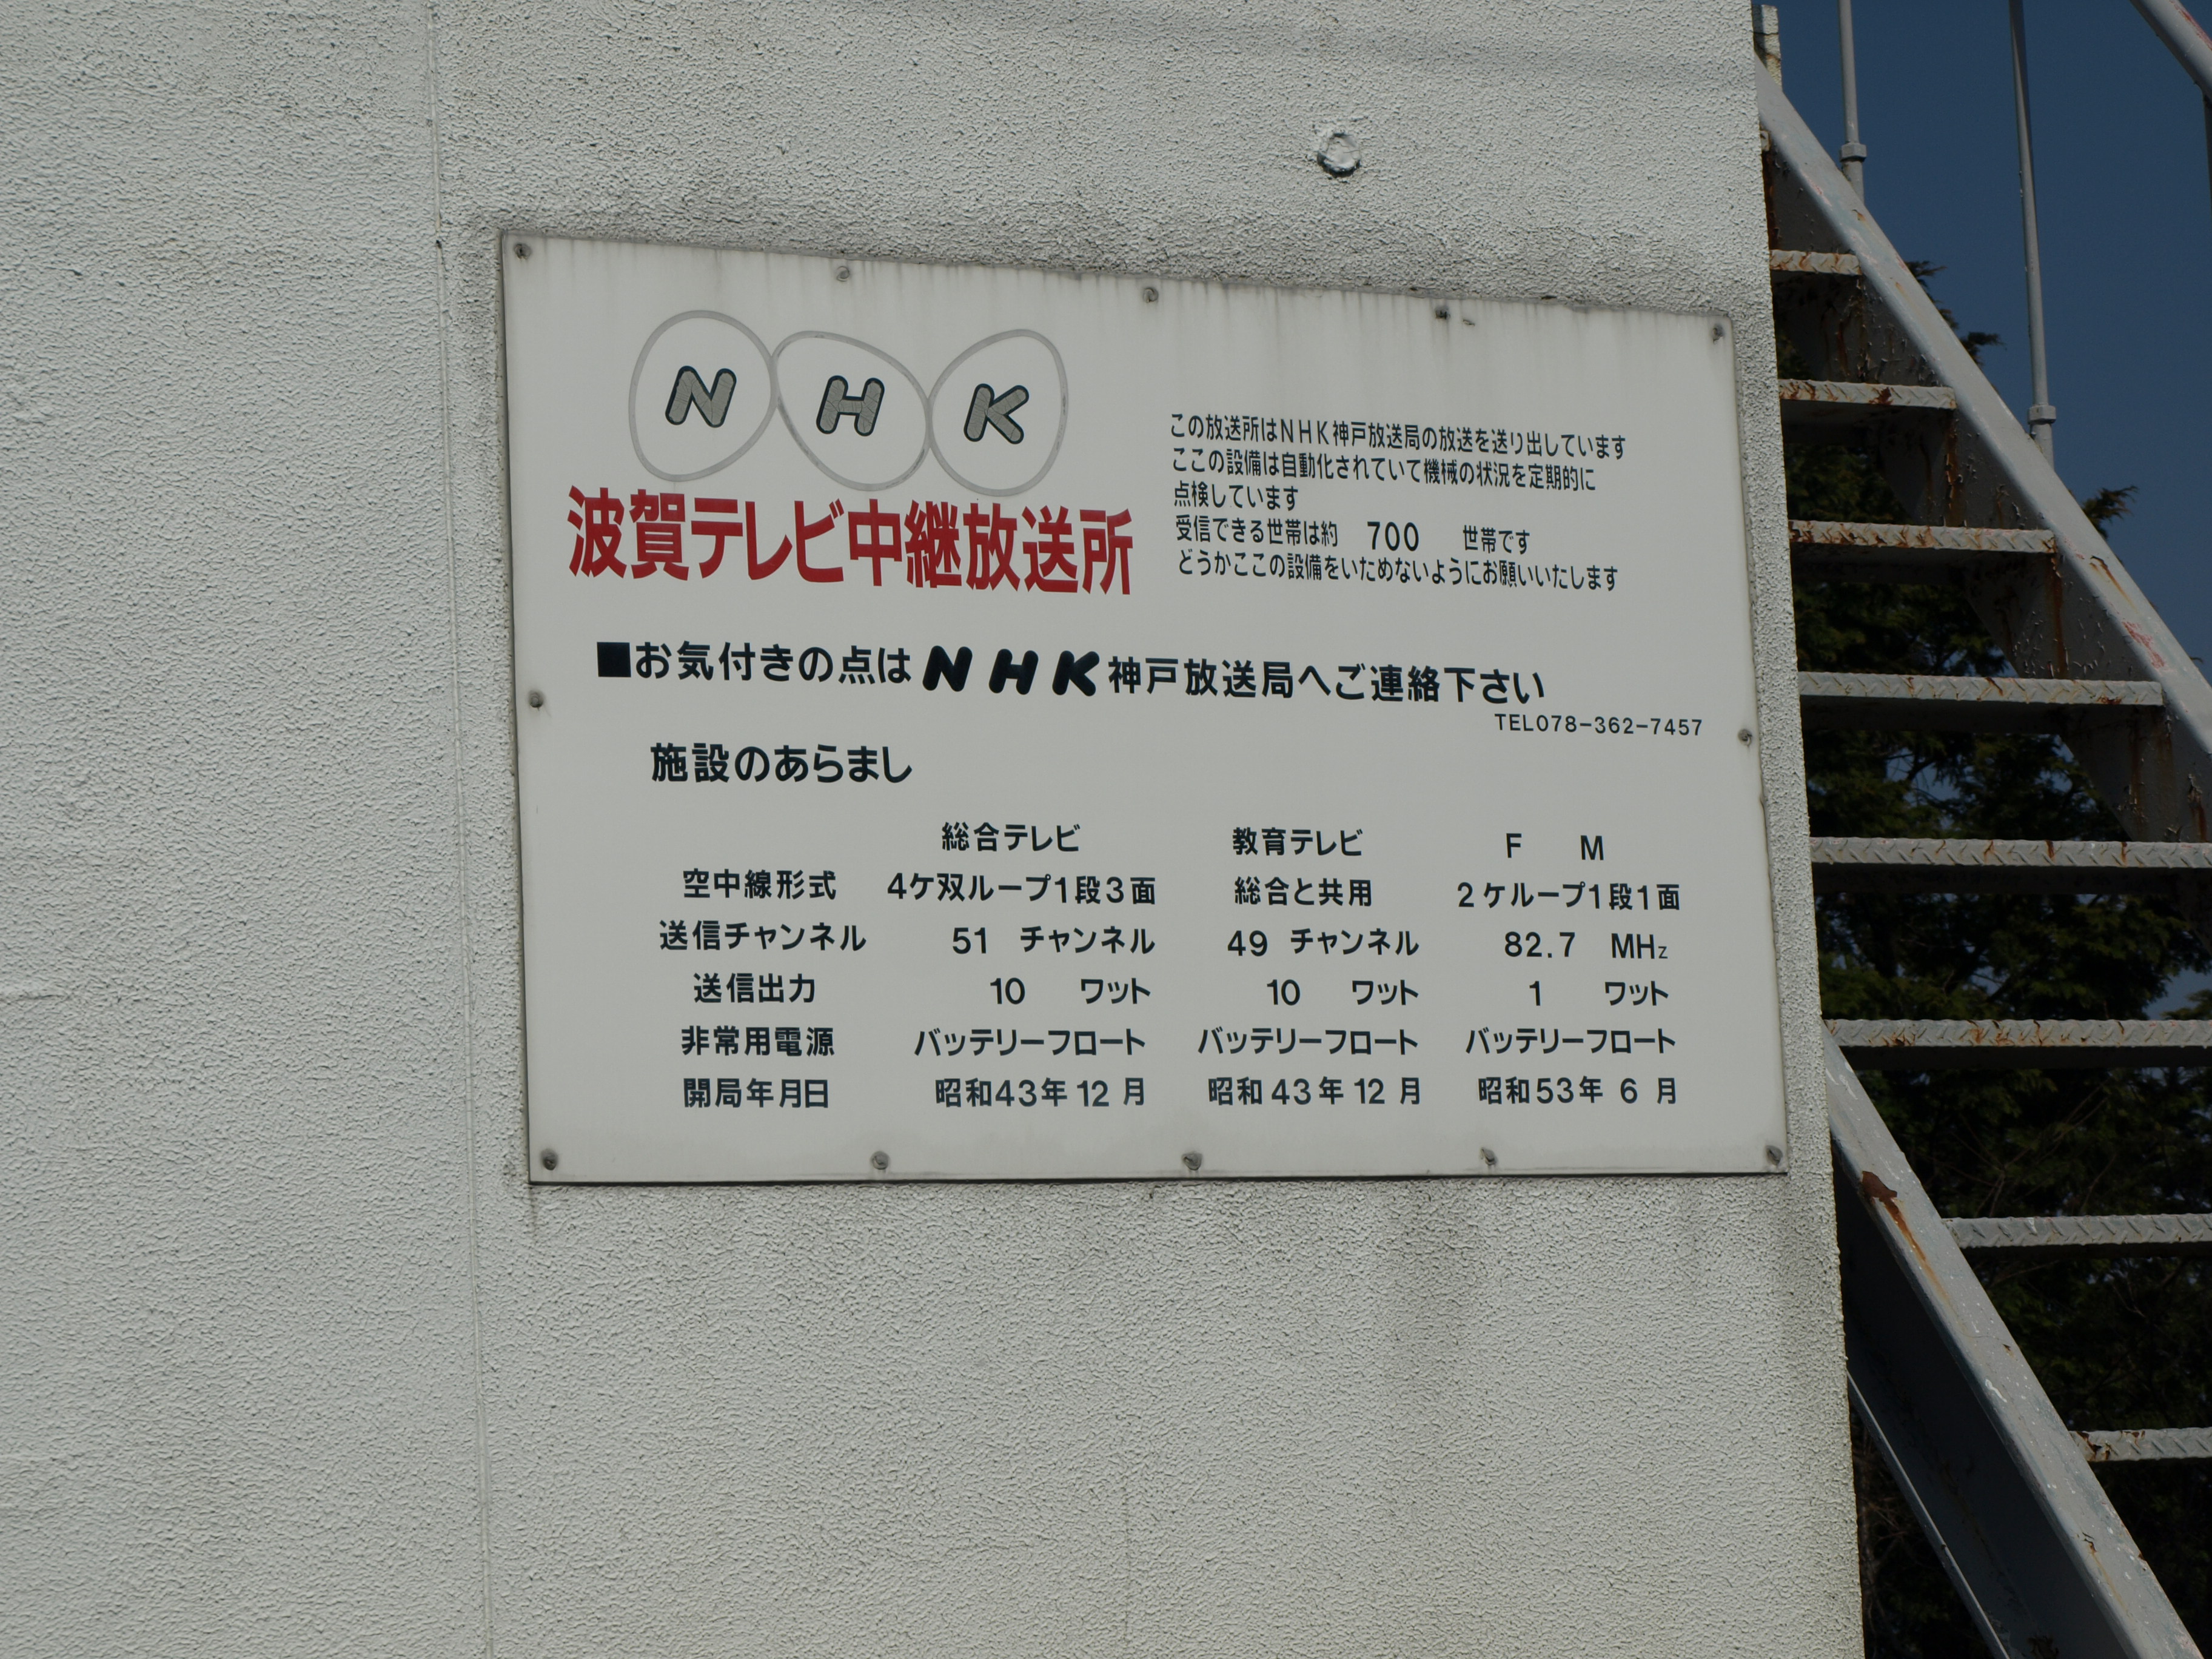 NHK
波賀テレビ中継放送所
この放送所はNHK神戸放送局の放送を送り出しています
ここの設備は自動化されていて機械の状況を定期的に
点検しています
受信できる世帯は約 700 世帯です
どうかここの設備をいためないようにお願いいたします
■お気付きの点はNHK神戸放送局へご連絡下さい
TEL078-362-7457
施設のあらまし
総合テレビ 教育テレビ F M
空中線形式 4ケ双ループ1段3面 総合と共用 2ケループ1段1面
送信チャンネル 51 チャンネル 49 チャンネル 82.7 MHz
送信出力 10 ワット 10 ワット 1 ワット
非常用電源 バッテリーフロート バッテリーフロート バッテリーフロート
開局年月日 昭和43年12月 昭和43年12月 昭和53年6月